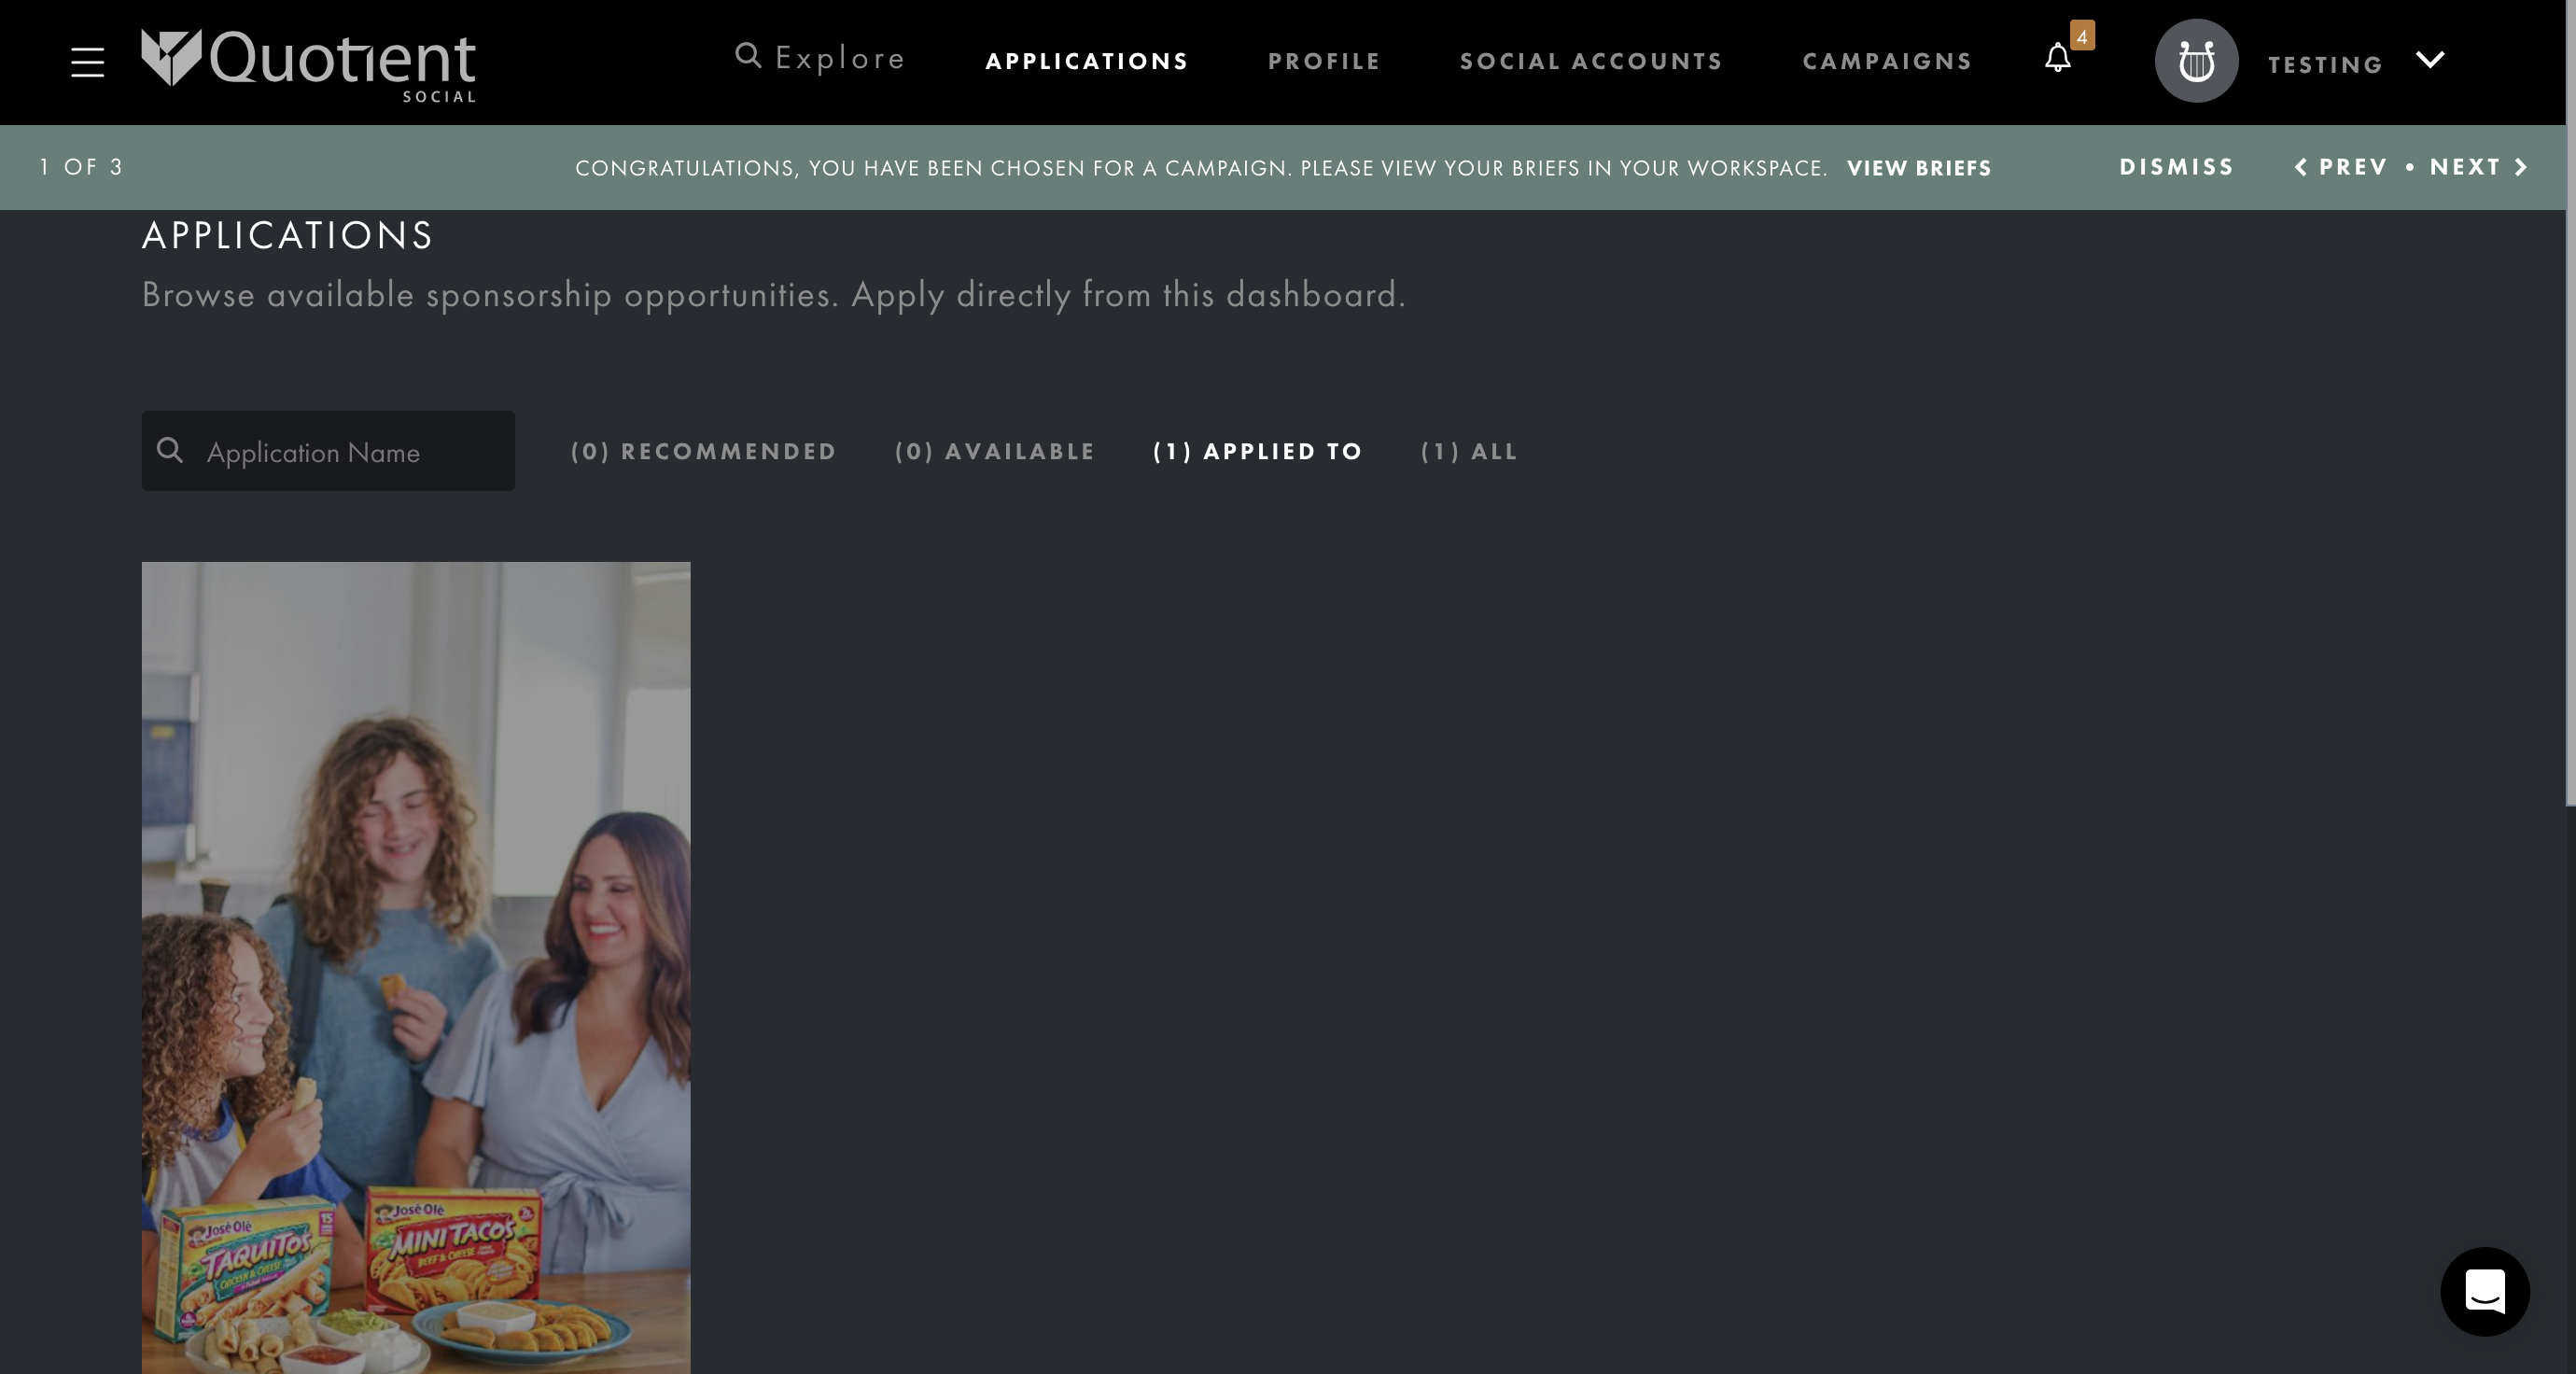 Quotient
SOCIAL
Explore
APPLICATIONS
PROFILE
SOCIAL ACCOUNTS
CAMPAIGNS
4
TESTING
1 OF 3
CONGRATULATIONS, YOU HAVE BEEN CHOSEN FOR A CAMPAIGN. PLEASE VIEW YOUR BRIEFS IN YOUR WORKSPACE. VIEW BRIEFS
DISMISS
PREV • NEXT
APPLICATIONS
Browse available sponsorship opportunities. Apply directly from this dashboard.
Application Name
(0) RECOMMENDED
(0) AVAILABLE
(1) APPLIED TO
(1) ALL
José Olé
15
TAQUITOS
CHICKEN & CHEESE
José Olé
MINI TACOS
BEEF & CHEESE